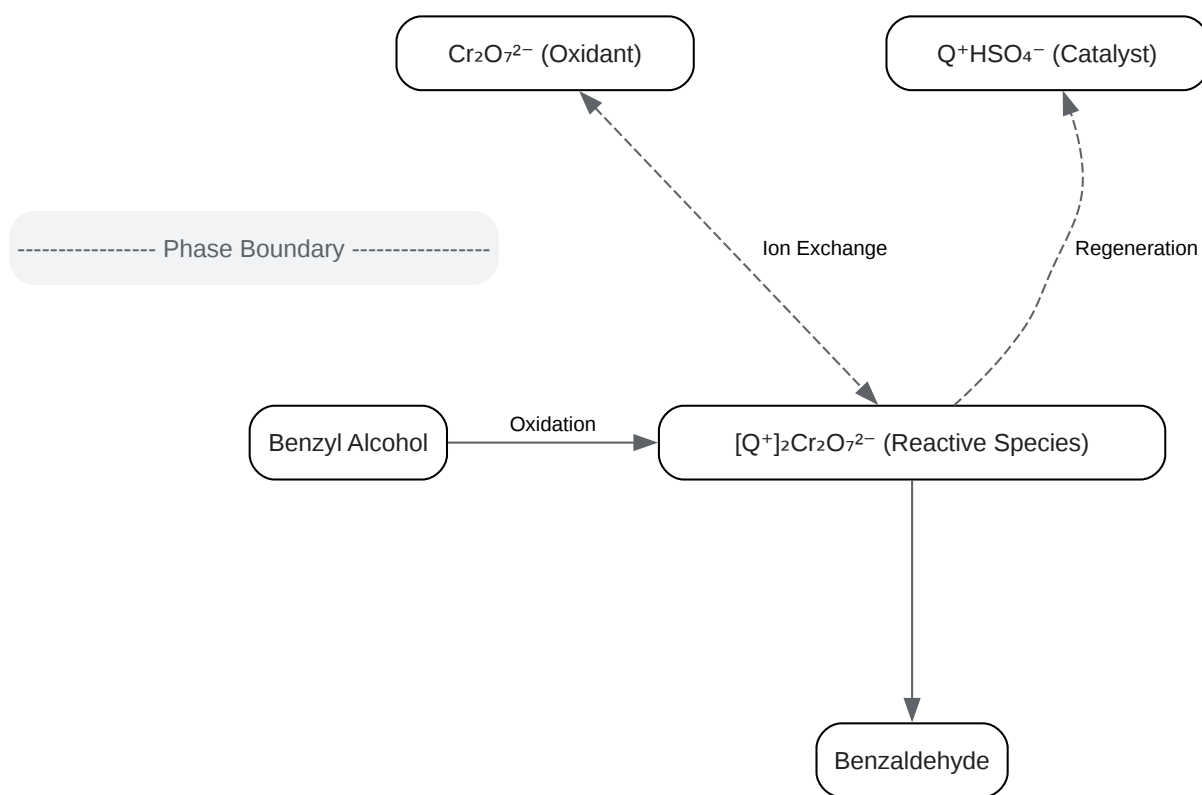 Cr₂O₇²⁻ (Oxidant)
Q⁺HSO₄⁻ (Catalyst)
---------------- Phase Boundary ----------------
Ion Exchange
Regeneration
Benzyl Alcohol
Oxidation
[Q⁺]₂Cr₂O₇²⁻ (Reactive Species)
Benzaldehyde